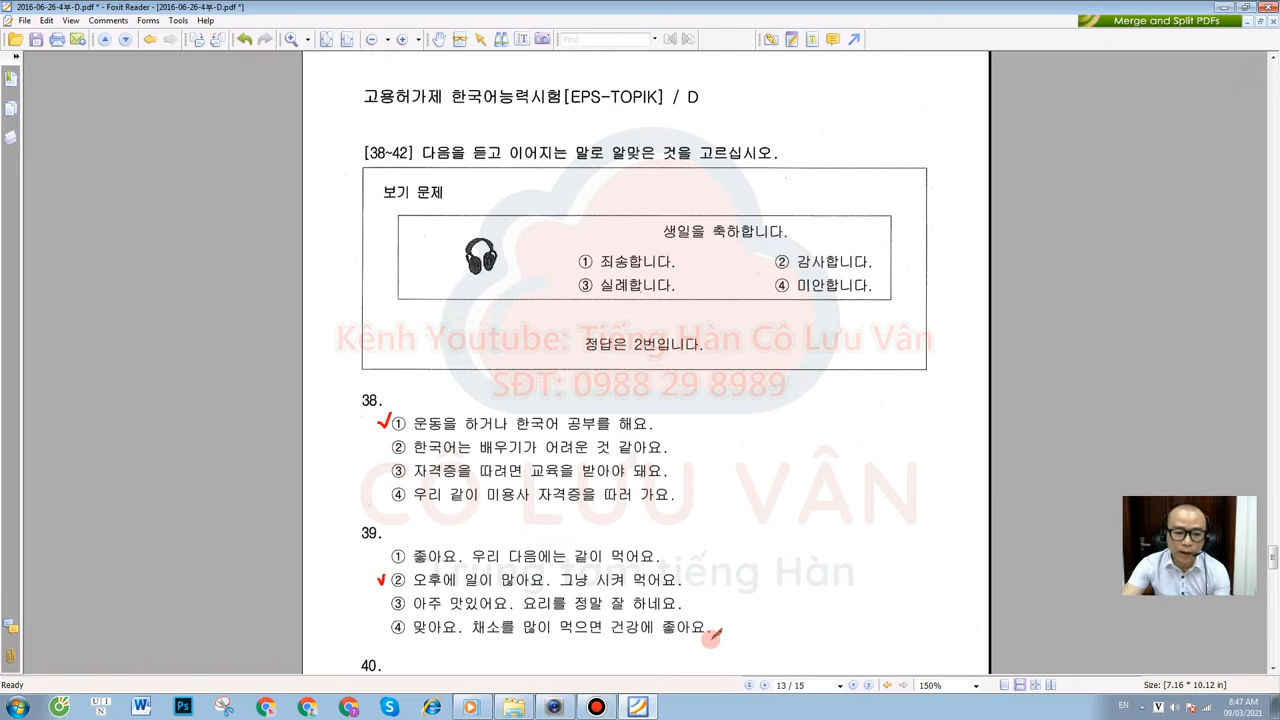 2016-06-26-4부-D.pdf * - Foxit Reader - [2016-06-26-4부-D.pdf *]
File Edit View Comments Forms Tools Help
Merge and Split PDFs
Find
고용허가제 한국어능력시험[EPS-TOPIK] / D
[38~42] 다음을 듣고 이어지는 말로 알맞은 것을 고르십시오.
보기 문제
생일을 축하합니다.
① 죄송합니다. ② 감사합니다.
③ 실례합니다. ④ 미안합니다.
Kênh Youtube: Tiếng Hàn Cô Lưu Vân
정답은 2번입니다.
SĐT: 0988 29 8989
38.
① 운동을 하거나 한국어 공부를 해요.
② 한국어는 배우기가 어려운 것 같아요.
③ 자격증을 따려면 교육을 받아야 돼요.
④ 우리 같이 미용사 자격증을 따러 가요.
CÔ LƯU VÂN
39.
① 좋아요. 우리 다음에는 같이 먹어요.
Trung tâm tiếng Hàn
② 오후에 일이 많아요. 그냥 시켜 먹어요.
③ 아주 맛있어요. 요리를 정말 잘 하네요.
④ 맞아요. 채소를 많이 먹으면 건강에 좋아요.
40.
Ready
13 / 15
150%
Size: [7.16 * 10.12 in]
EN
8:47 AM
09/03/2021